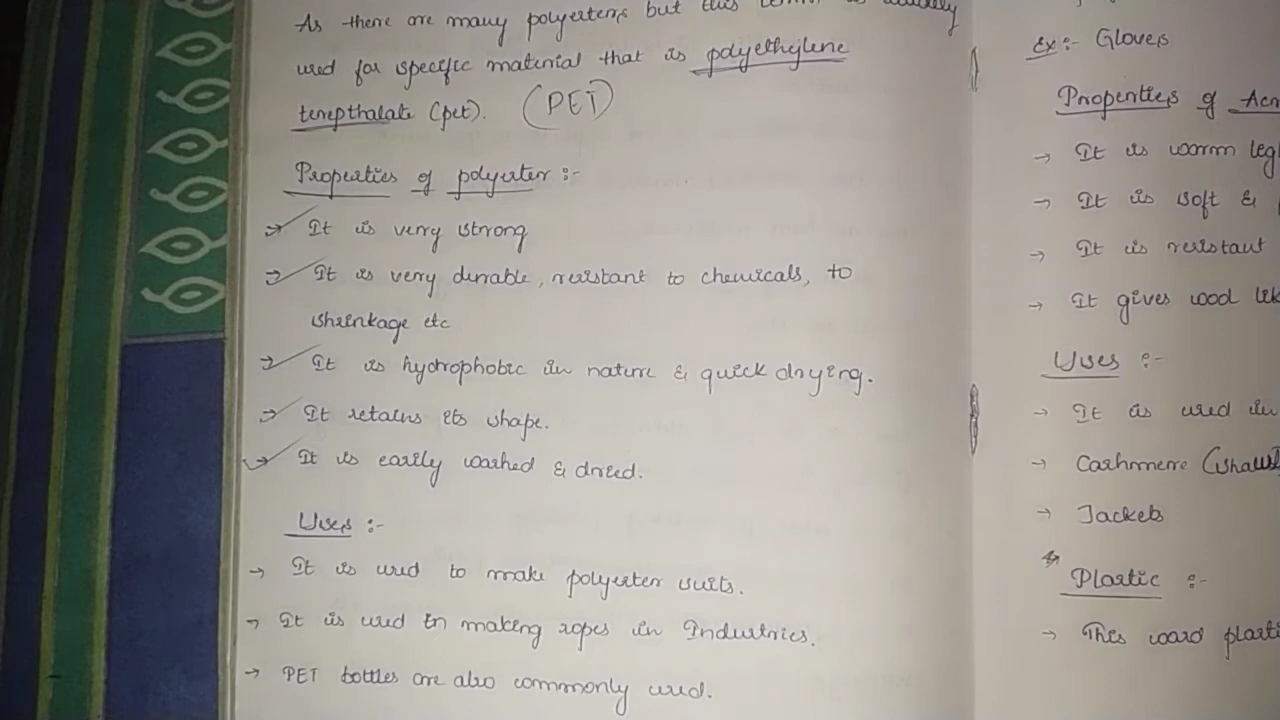 As there are many polyesters but this term is usually
used for specific material that is polyethylene
terepthalate (pet). (PET)
Properties of polyester :-
→ It is very strong
→ It is very durrable, resistant to chemicals, to
shrinkage etc
→ It is hydrophobic in nature & quick drying.
→ It retains its shape.
→ It is easily washed & dried.
Uses :-
→ It is used to make polyester suits.
→ It is used in making ropes in Industries.
→ PET bottles are also commonly used.
Ex :- Gloves
Properties of Acr
→ It is warm
→ It is soft &
→ It is resistant
→ It gives wool
Uses :-
→ It is used in
→ Cashmere (Shawl
→ Jackets
Plastic :-
→ This word plasti